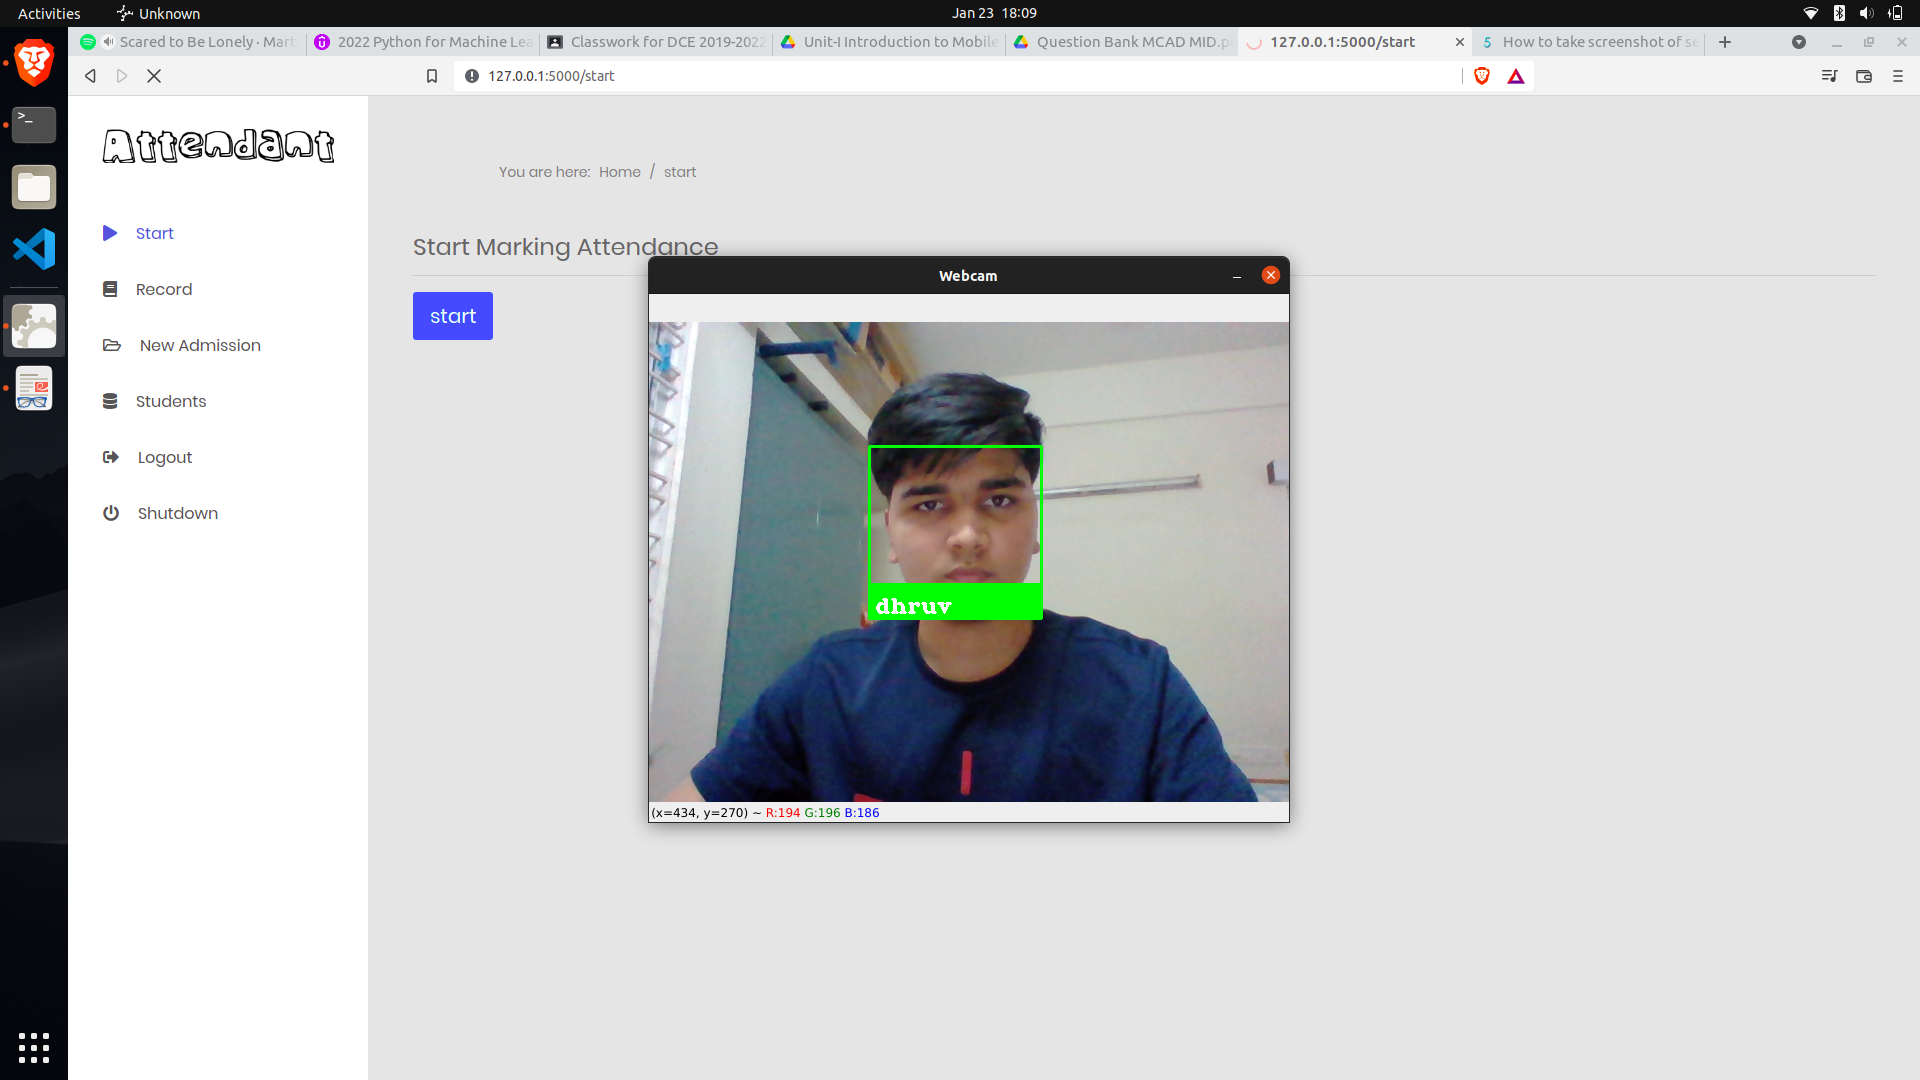 Activities
Unknown
Jan 23 18:09
Scared to Be Lonely · Mart
2022 Python for Machine Lea
Classwork for DCE 2019-2022
Unit-I Introduction to Mobile
Question Bank MCAD MID.p
127.0.0.1:5000/start
How to take screenshot of se
127.0.0.1:5000/start
Attendant
You are here: Home / start
Start
Record
New Admission
Students
Logout
Shutdown
Start Marking Attendance
start
Webcam
dhruv
(x=434, y=270) ~ R:194 G:196 B:186